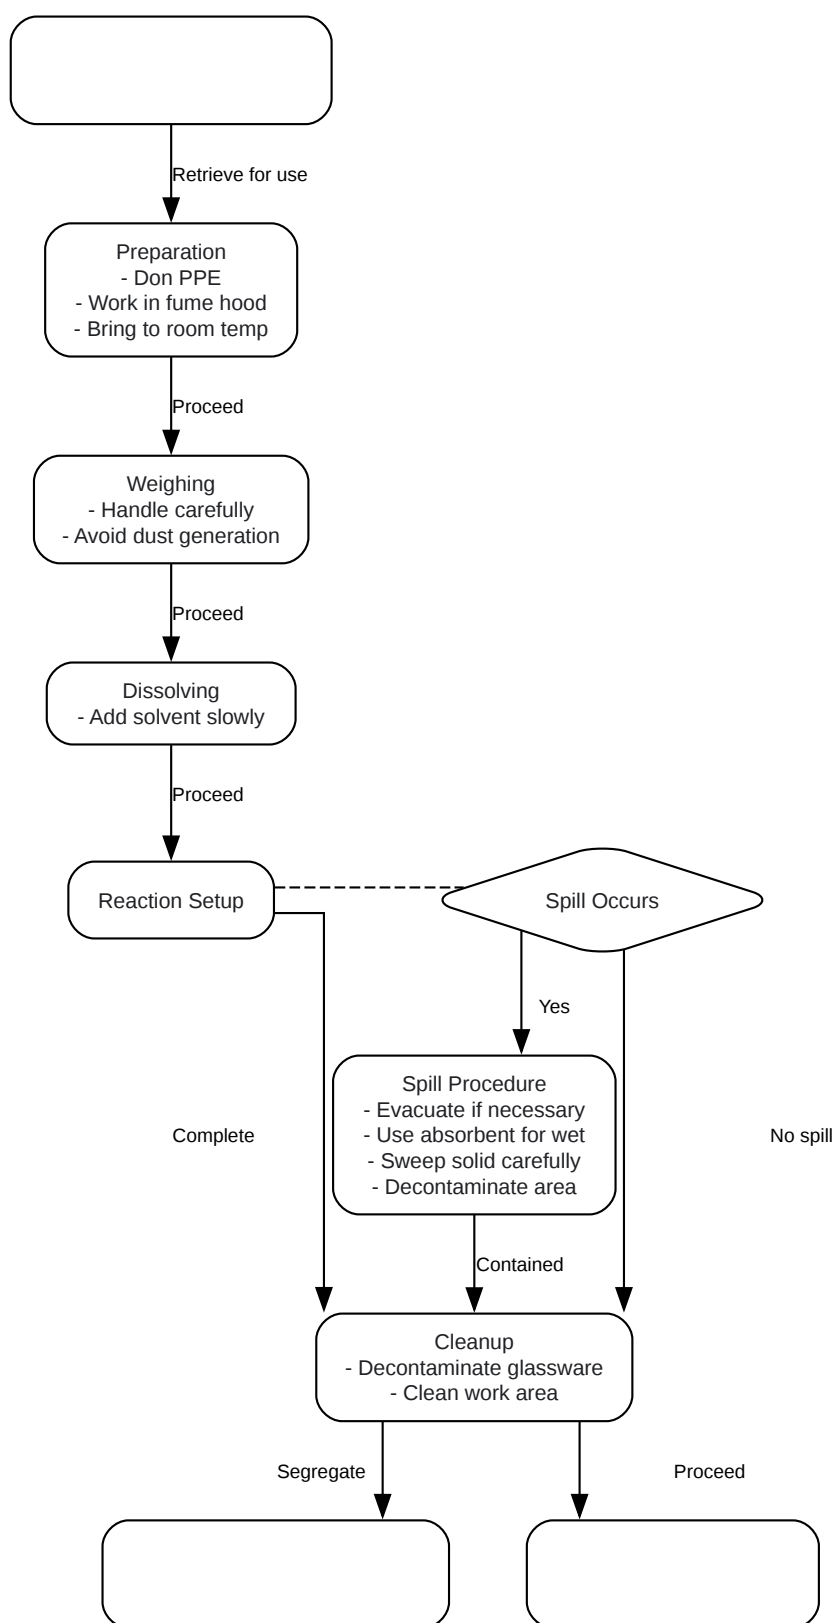 Retrieve for use
Preparation
- Don PPE
- Work in fume hood
- Bring to room temp
Proceed
Weighing
- Handle carefully
- Avoid dust generation
Proceed
Dissolving
- Add solvent slowly
Proceed
Reaction Setup
Spill Occurs
Yes
Spill Procedure
- Evacuate if necessary
- Use absorbent for wet
- Sweep solid carefully
- Decontaminate area
Complete
No spill
Contained
Cleanup
- Decontaminate glassware
- Clean work area
Segregate
Proceed